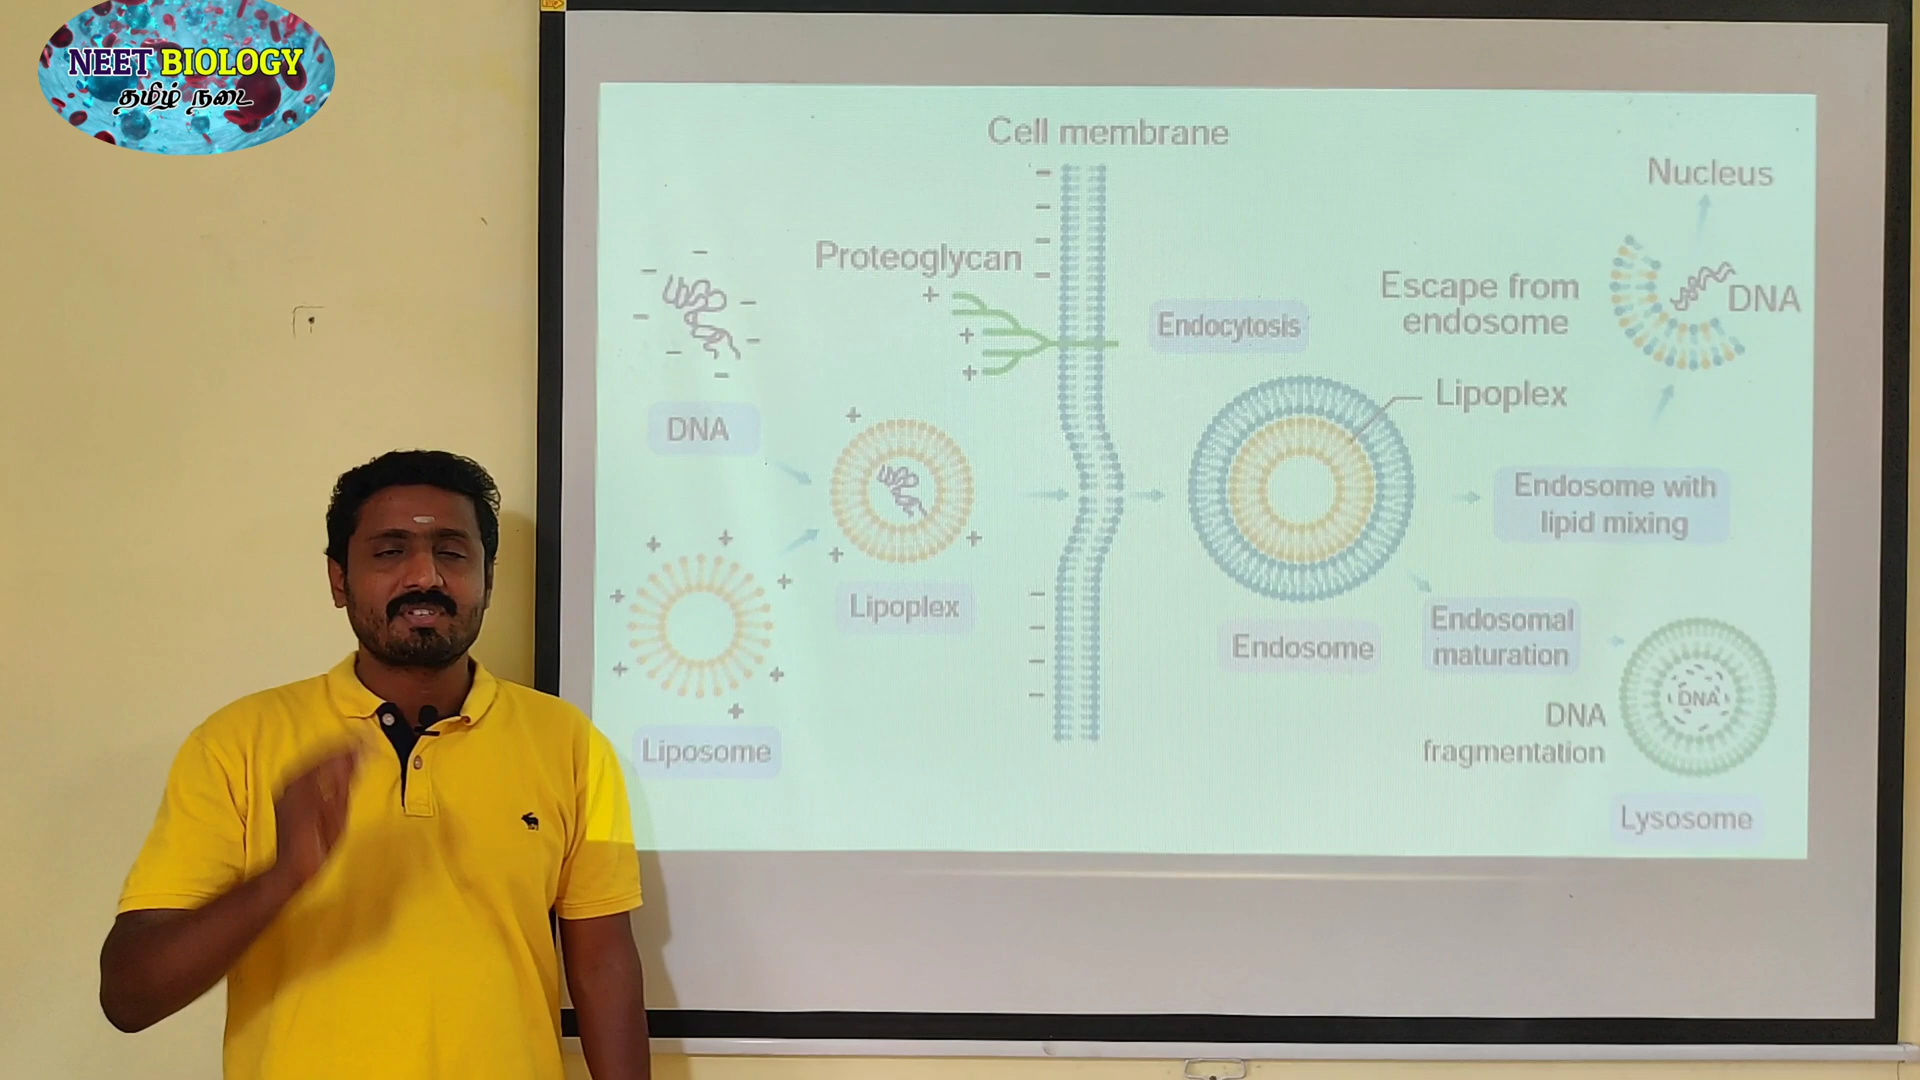 NEET BIOLOGY
தமிழ் நடை
Cell membrane
Nucleus
Proteoglycan
Escape from
endosome
DNA
Endocytosis
Lipoplex
DNA
Endosome with
lipid mixing
Lipoplex
Endosomal
maturation
Endosome
DNA
DNA
fragmentation
Liposome
Lysosome